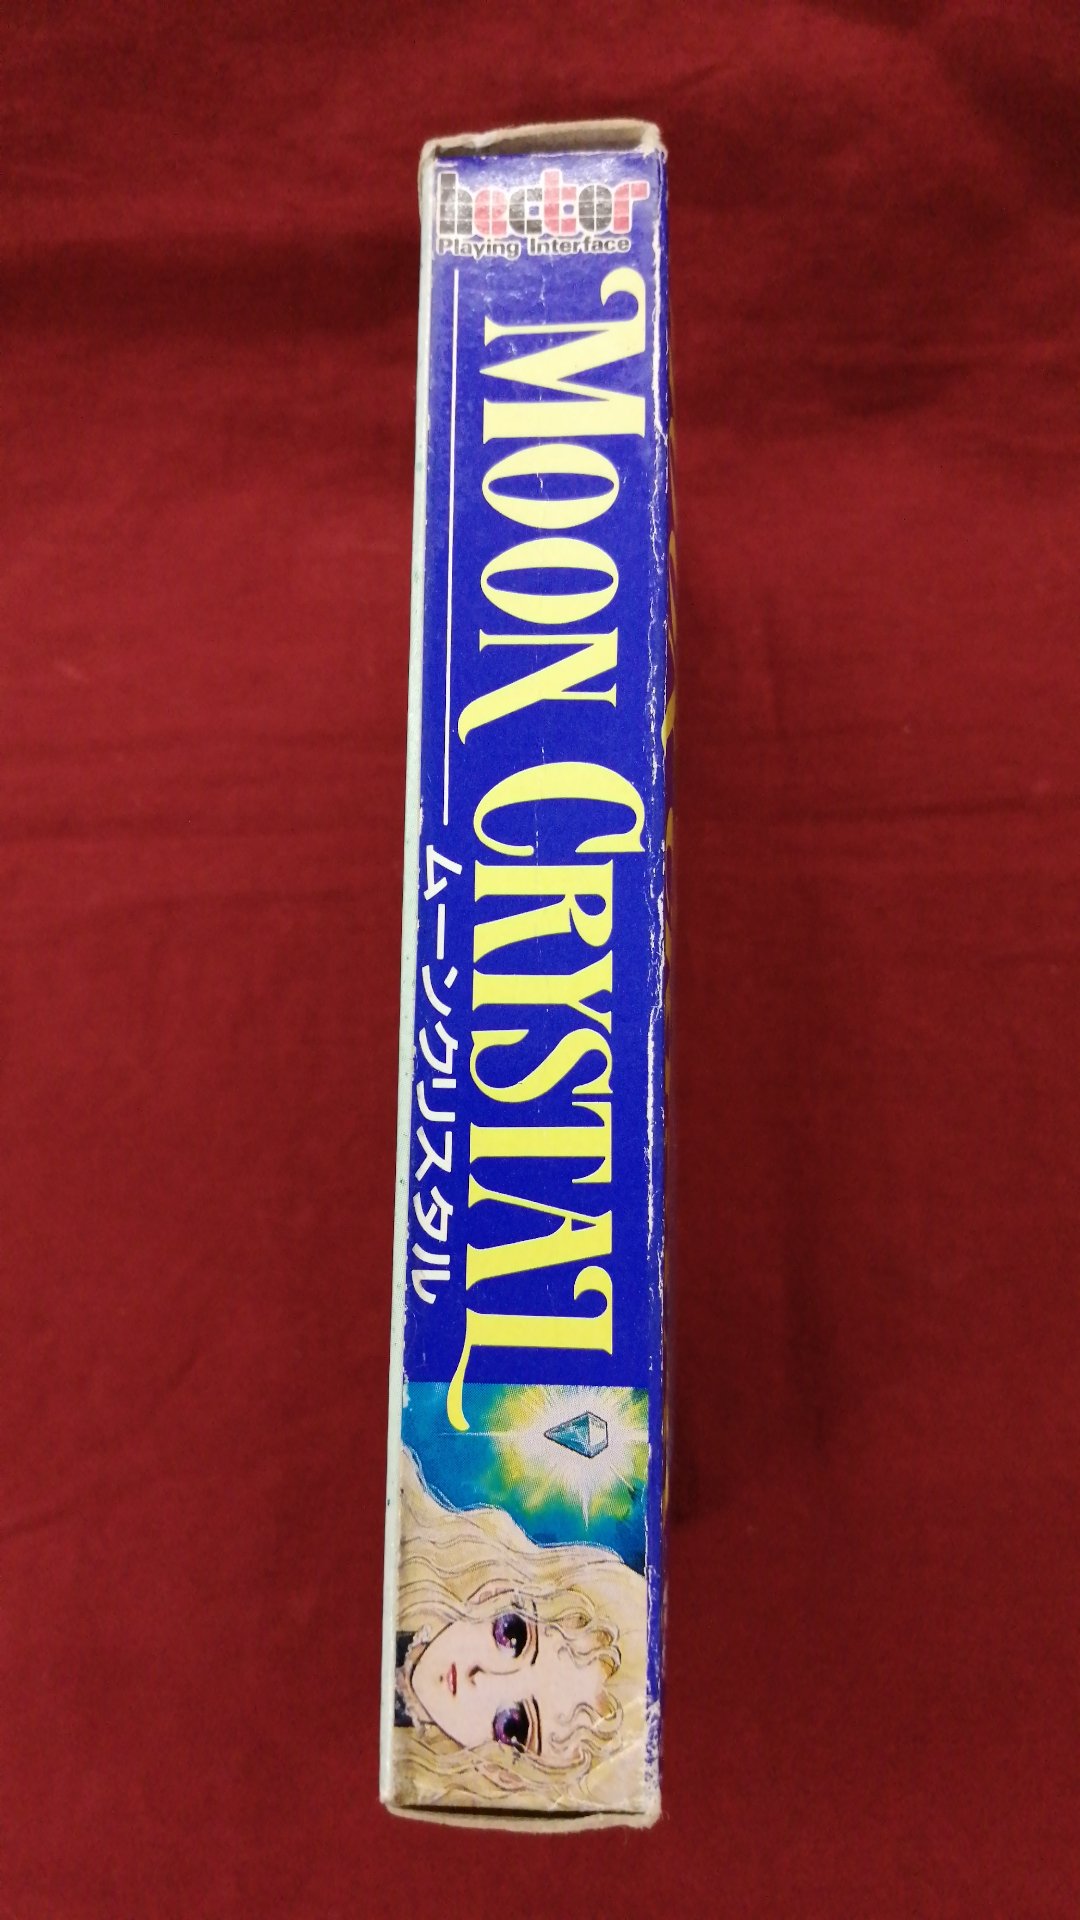 hector
Playing Interface
MOON CRYSTAL
ムーンクリスタル